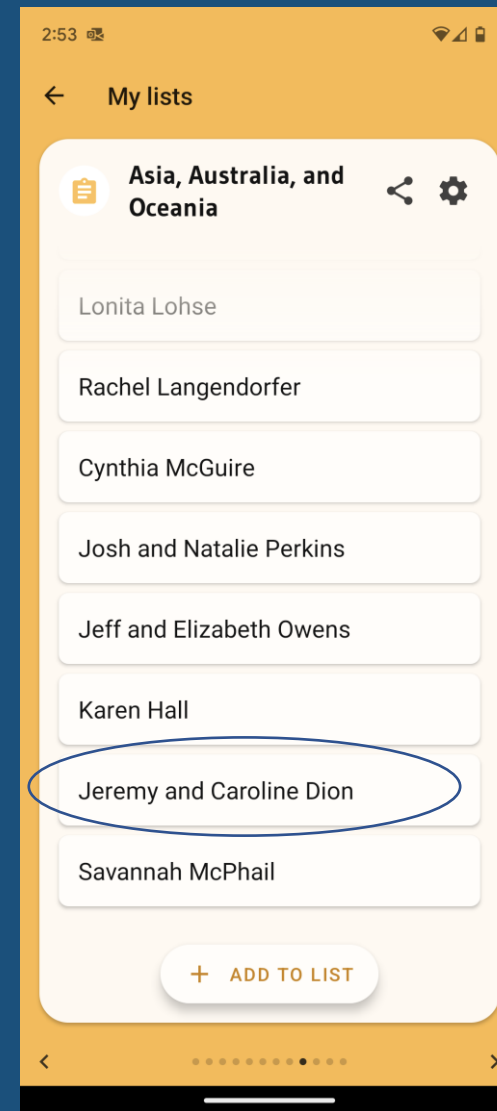 2:53
My lists
Asia, Australia, and
Oceania
Lonita Lohse
Rachel Langendorfer
Cynthia McGuire
Josh and Natalie Perkins
Jeff and Elizabeth Owens
Karen Hall
Jeremy and Caroline Dion
Savannah McPhail
+ ADD TO LIST